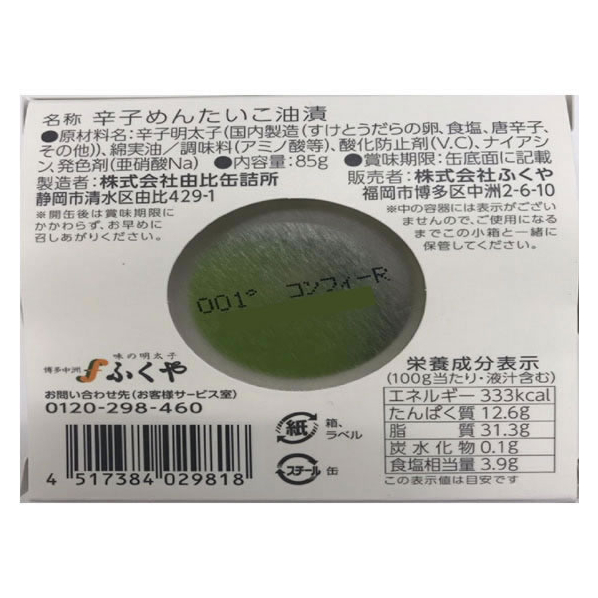 名称 辛子めんたいこ油漬
●原材料名:辛子明太子(国内製造(すけとうだらの卵、食塩、唐辛子、
その他))、綿実油/調味料(アミノ酸等)、酸化防止剤(V.C)、ナイアシ
ン、発色剤(亜硝酸Na) ●内容量:85g ●賞味期限:缶底面に記載
製造者:株式会社由比缶詰所
静岡市清水区由比429-1
※開缶後は賞味期限に
かかわらず、お早めに
召しあがりください。
販売者:株式会社ふくや
福岡市博多区中洲2-6-10
※中の容器には表示がござい
ませんので、ご使用になる
までこの小箱と一緒に
保管してください。
001° コンフィーR
味の明太子
博多中洲 ふくや
お問い合わせ先(お客様サービス室)
0120-298-460
4 517384 029818
紙 箱、
ラベル
スチール 缶
栄養成分表示
(100g当たり・液汁含む)
エネルギー 333kcal
たんぱく質 12.6g
脂質 31.3g
炭水化物 0.1g
食塩相当量 3.9g
この表示値は目安です